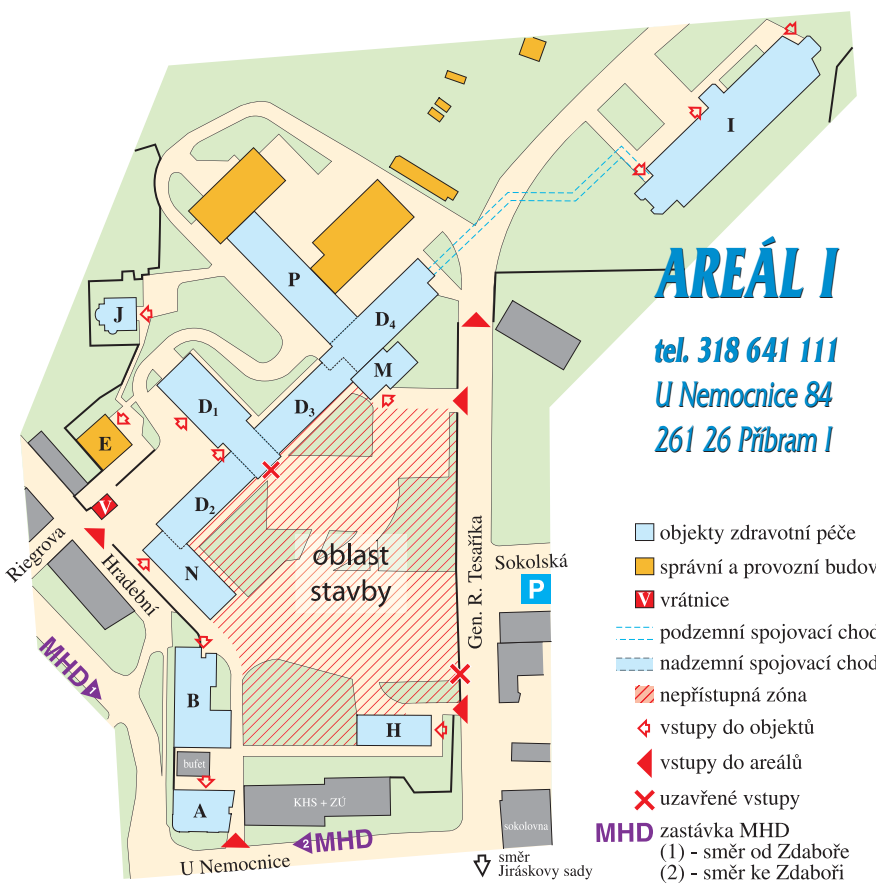 I
AREÁL I
tel. 318 641 111
U Nemocnice 84
261 26 Příbram I
P
J
D4
M
D3
D1
E
D2
V
N
Riegrova
Hradební
oblast
stavby
Gen. R. Tesaříka
Sokolská
P
MHD 1
B
H
bufet
A
KHS + ZÚ
sokolovna
2 MHD
U Nemocnice
směr
Jiráskovy sady
objekty zdravotní péče
správní a provozní budov
V vrátnice
podzemní spojovací chod
nadzemní spojovací chod
nepřístupná zóna
vstupy do objektů
vstupy do areálů
uzavřené vstupy
MHD zastávka MHD
(1) - směr od Zdaboře
(2) - směr ke Zdaboři